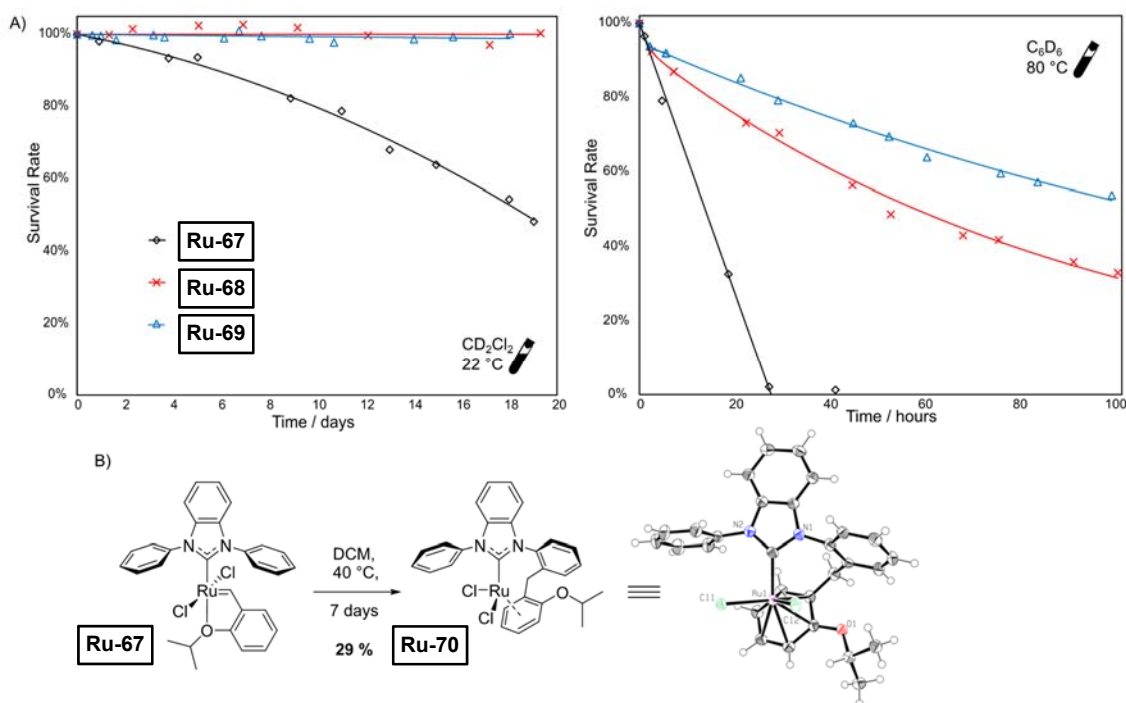 A)
Survival Rate
100%
80%
60%
40%
20%
0%
0
2
4
6
8
10
12
14
16
18
20
Time / days
Ru-67
Ru-68
Ru-69
CD₂Cl₂
22 °C
Survival Rate
100%
80%
60%
40%
20%
0%
0
20
40
60
80
100
Time / hours
C₆D₆
80 °C
B)
N
N
Cl
Ru
Cl
O
Ru-67
DCM,
40 °C,
7 days
29 %
N
N
Cl
Ru
Cl
O
Ru-70
N2
N1
Ru1
Cl1
Cl2
O1